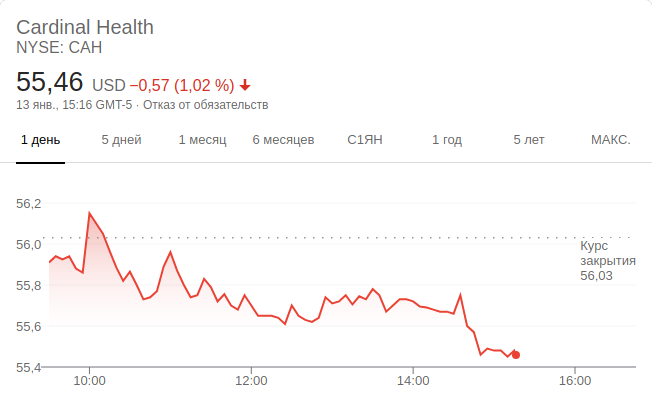 Cardinal Health
NYSE: CAH
55,46 USD −0,57 (1,02 %)
13 янв., 15:16 GMT-5 · Отказ от обязательств
1 день 5 дней 1 месяц 6 месяцев С1ЯН 1 год 5 лет МАКС.
56,2
56,0
Курс
закрытия
56,03
55,8
55,6
55,4
10:00 12:00 14:00 16:00